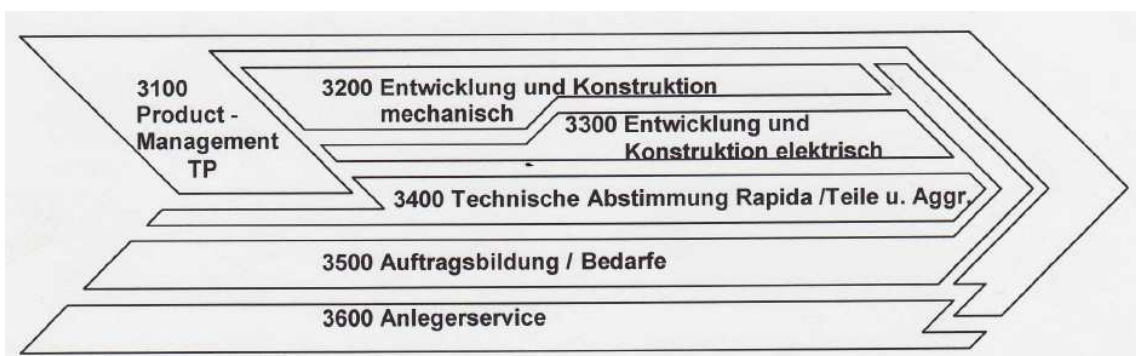 3100
Product -
Management
TP
3200 Entwicklung und Konstruktion
mechanisch
3300 Entwicklung und
Konstruktion elektrisch
3400 Technische Abstimmung Rapida /Teile u. Aggr.
3500 Auftragsbildung / Bedarfe
3600 Anlegerservice